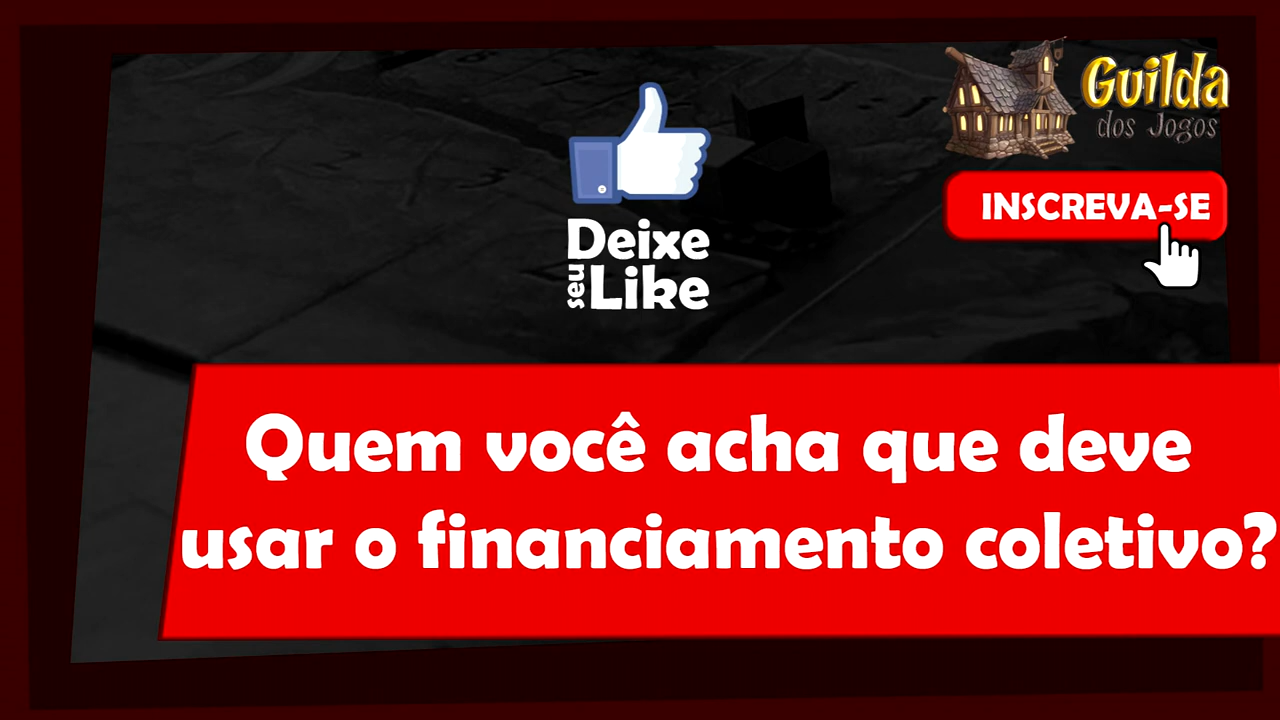 Guilda
dos Jogos
INSCREVA-SE
Deixe
seu Like
Quem você acha que deve
usar o financiamento coletivo?